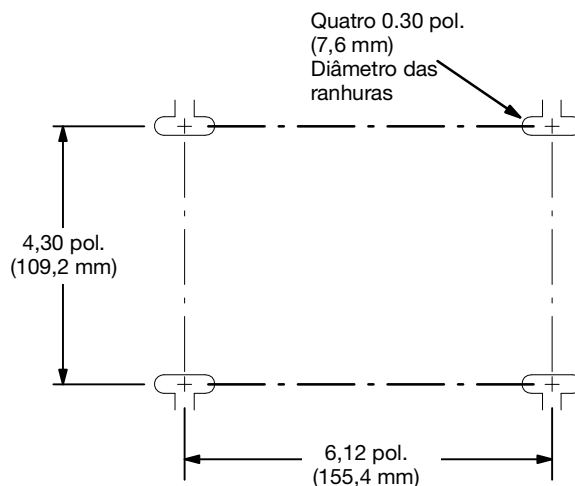 Quatro 0.30 pol.
(7,6 mm)
Diâmetro das
ranhuras
4,30 pol.
(109,2 mm)
6,12 pol.
(155,4 mm)